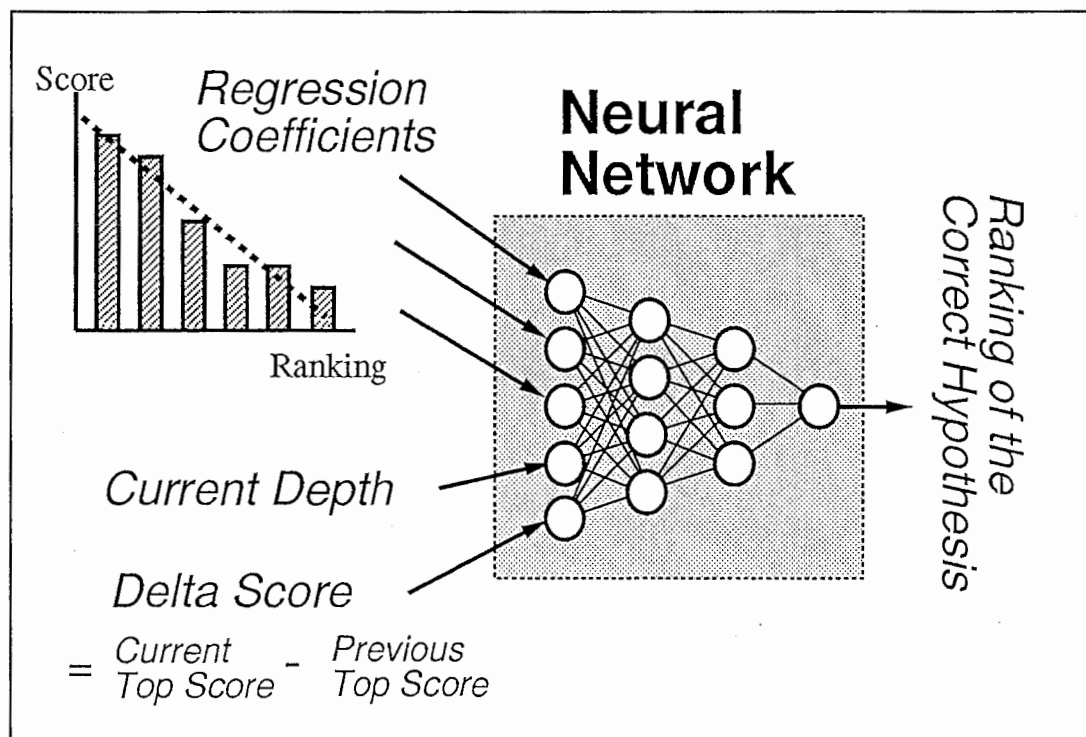 Score
Regression
Coefficients
Neural
Network
Ranking
Current Depth
Delta Score
= Current Top Score - Previous Top Score
Ranking of the
Correct Hypothesis